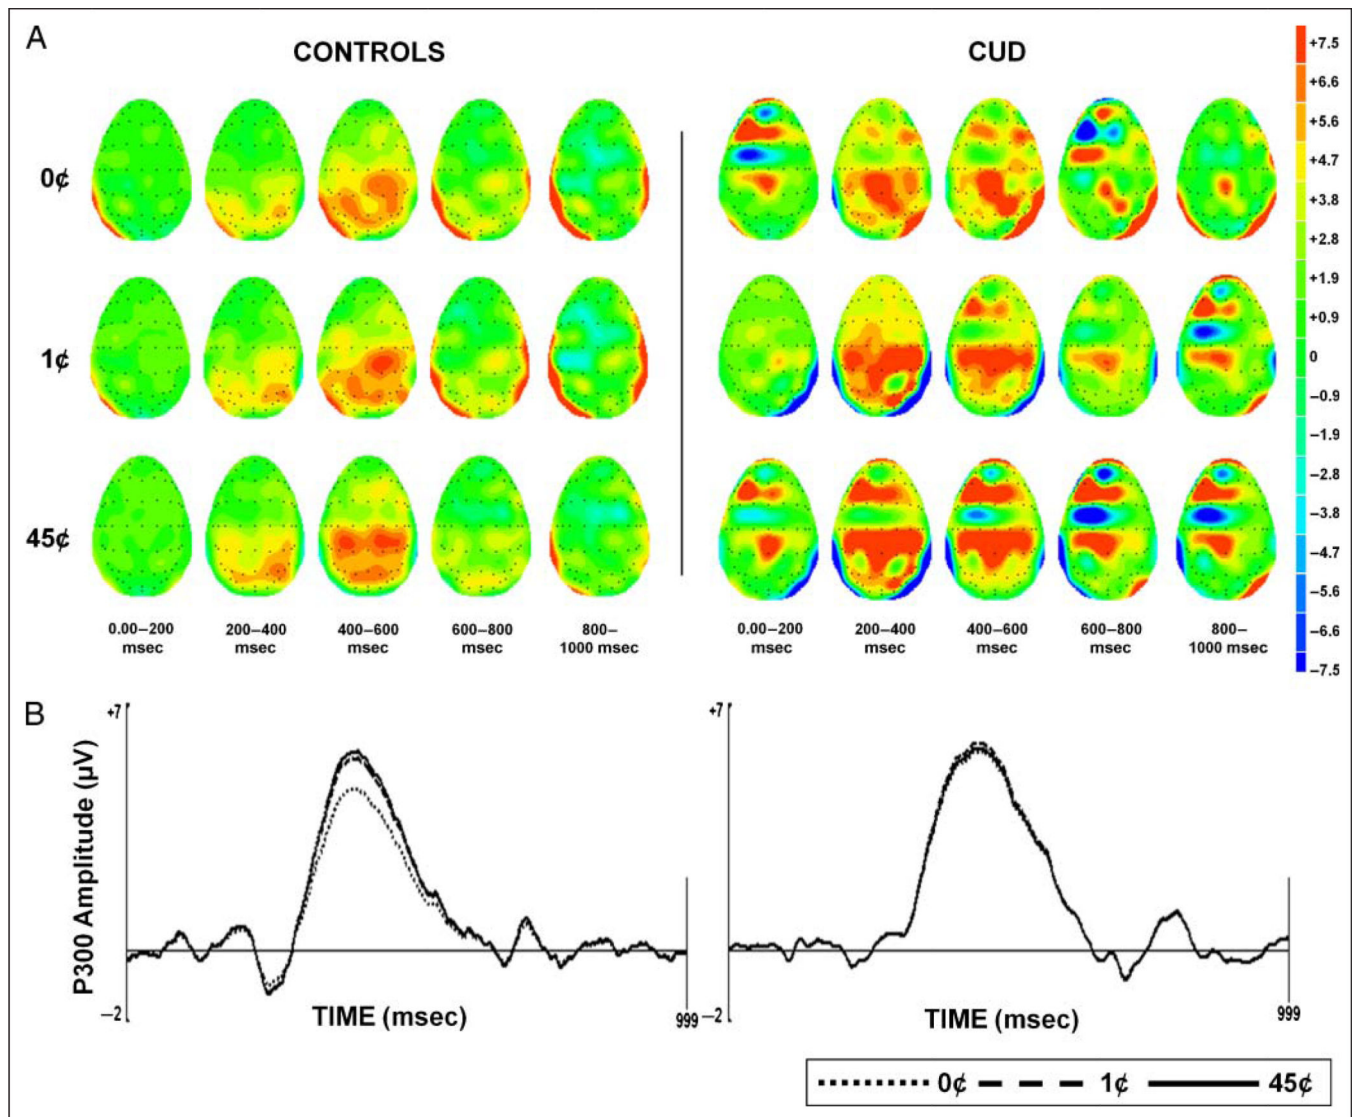 A
CONTROLS
CUD
0¢
1¢
45¢
0.00–200
msec
200–400
msec
400–600
msec
600–800
msec
800–
1000 msec
0.00–200
msec
200–400
msec
400–600
msec
600–800
msec
800–
1000 msec
+7.5
+6.6
+5.6
+4.7
+3.8
+2.8
+1.9
+0.9
0
–0.9
–1.9
–2.8
–3.8
–4.7
–5.6
–6.6
–7.5
B
+7
P300 Amplitude (μV)
–2
TIME (msec)
999
+7
–2
TIME (msec)
999
0¢ 1¢ 45¢